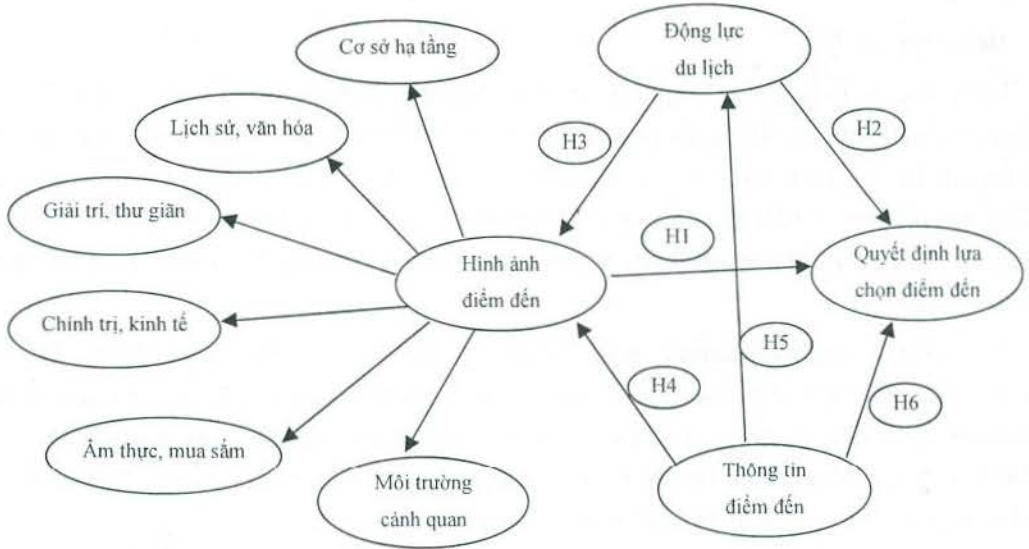 Cơ sở hạ tầng
Động lực
du lịch
Lịch sử, văn hóa
H3
H2
Giải trí, thư giãn
H1
Hình ảnh
điểm đến
Quyết định lựa
chọn điểm đến
Chính trị, kinh tế
H5
H4
H6
Ẩm thực, mua sắm
Môi trường
cảnh quan
Thông tin
điểm đến